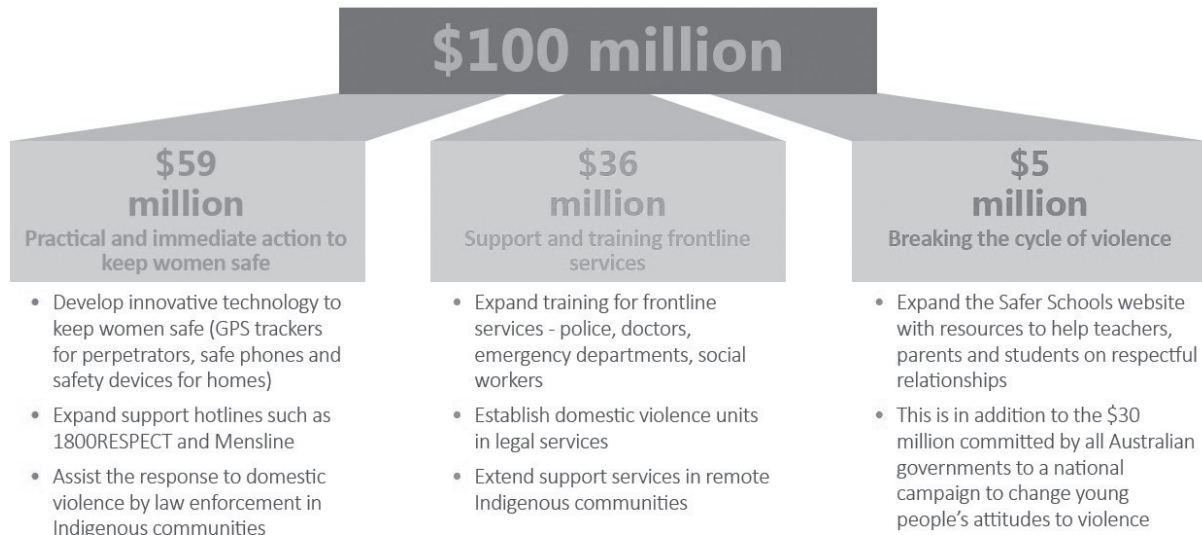 $100 million
$59
million
Practical and immediate action to
keep women safe
• Develop innovative technology to
keep women safe (GPS trackers
for perpetrators, safe phones and
safety devices for homes)
• Expand support hotlines such as
1800RESPECT and Mensline
• Assist the response to domestic
violence by law enforcement in
Indigenous communities
$36
million
Support and training frontline
services
• Expand training for frontline
services - police, doctors,
emergency departments, social
workers
• Establish domestic violence units
in legal services
• Extend support services in remote
Indigenous communities
$5
million
Breaking the cycle of violence
• Expand the Safer Schools website
with resources to help teachers,
parents and students on respectful
relationships
• This is in addition to the $30
million committed by all Australian
governments to a national
campaign to change young
people's attitudes to violence